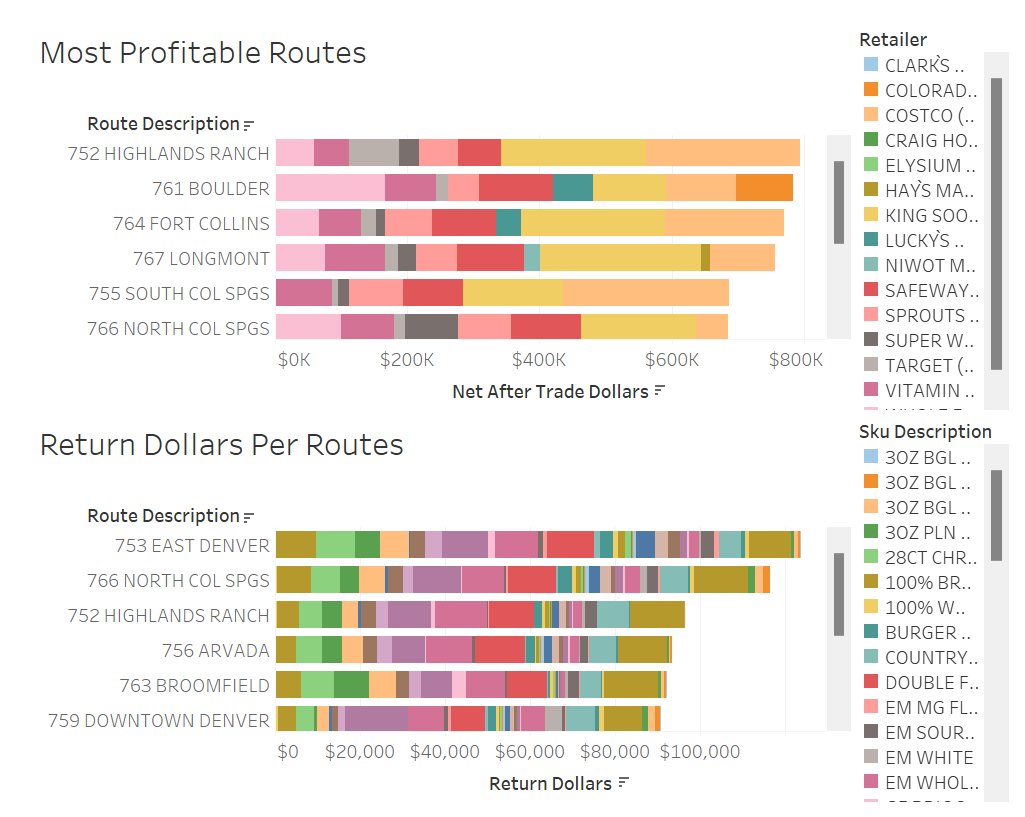 Most Profitable Routes
Route Description
752 HIGHLANDS RANCH
761 BOULDER
764 FORT COLLINS
767 LONGMONT
755 SOUTH COL SPGS
766 NORTH COL SPGS
$0K $200K $400K $600K $800K
Net After Trade Dollars
Retailer
CLARK`S ..
COLORAD..
COSTCO (..
CRAIG HO..
ELYSIUM ..
HAY`S MA..
KING SOO..
LUCKY`S ..
NIWOT M..
SAFEWAY..
SPROUTS ..
SUPER W..
TARGET (..
VITAMIN ..
Return Dollars Per Routes
Route Description
753 EAST DENVER
766 NORTH COL SPGS
752 HIGHLANDS RANCH
756 ARVADA
763 BROOMFIELD
759 DOWNTOWN DENVER
$0 $20,000 $40,000 $60,000 $80,000 $100,000
Return Dollars
Sku Description
3OZ BGL ..
3OZ BGL ..
3OZ BGL ..
3OZ PLN ..
28CT CHR..
100% BR..
100% W..
BURGER ..
COUNTRY..
DOUBLE F..
EM MG FL..
EM SOUR..
EM WHITE
EM WHOL..